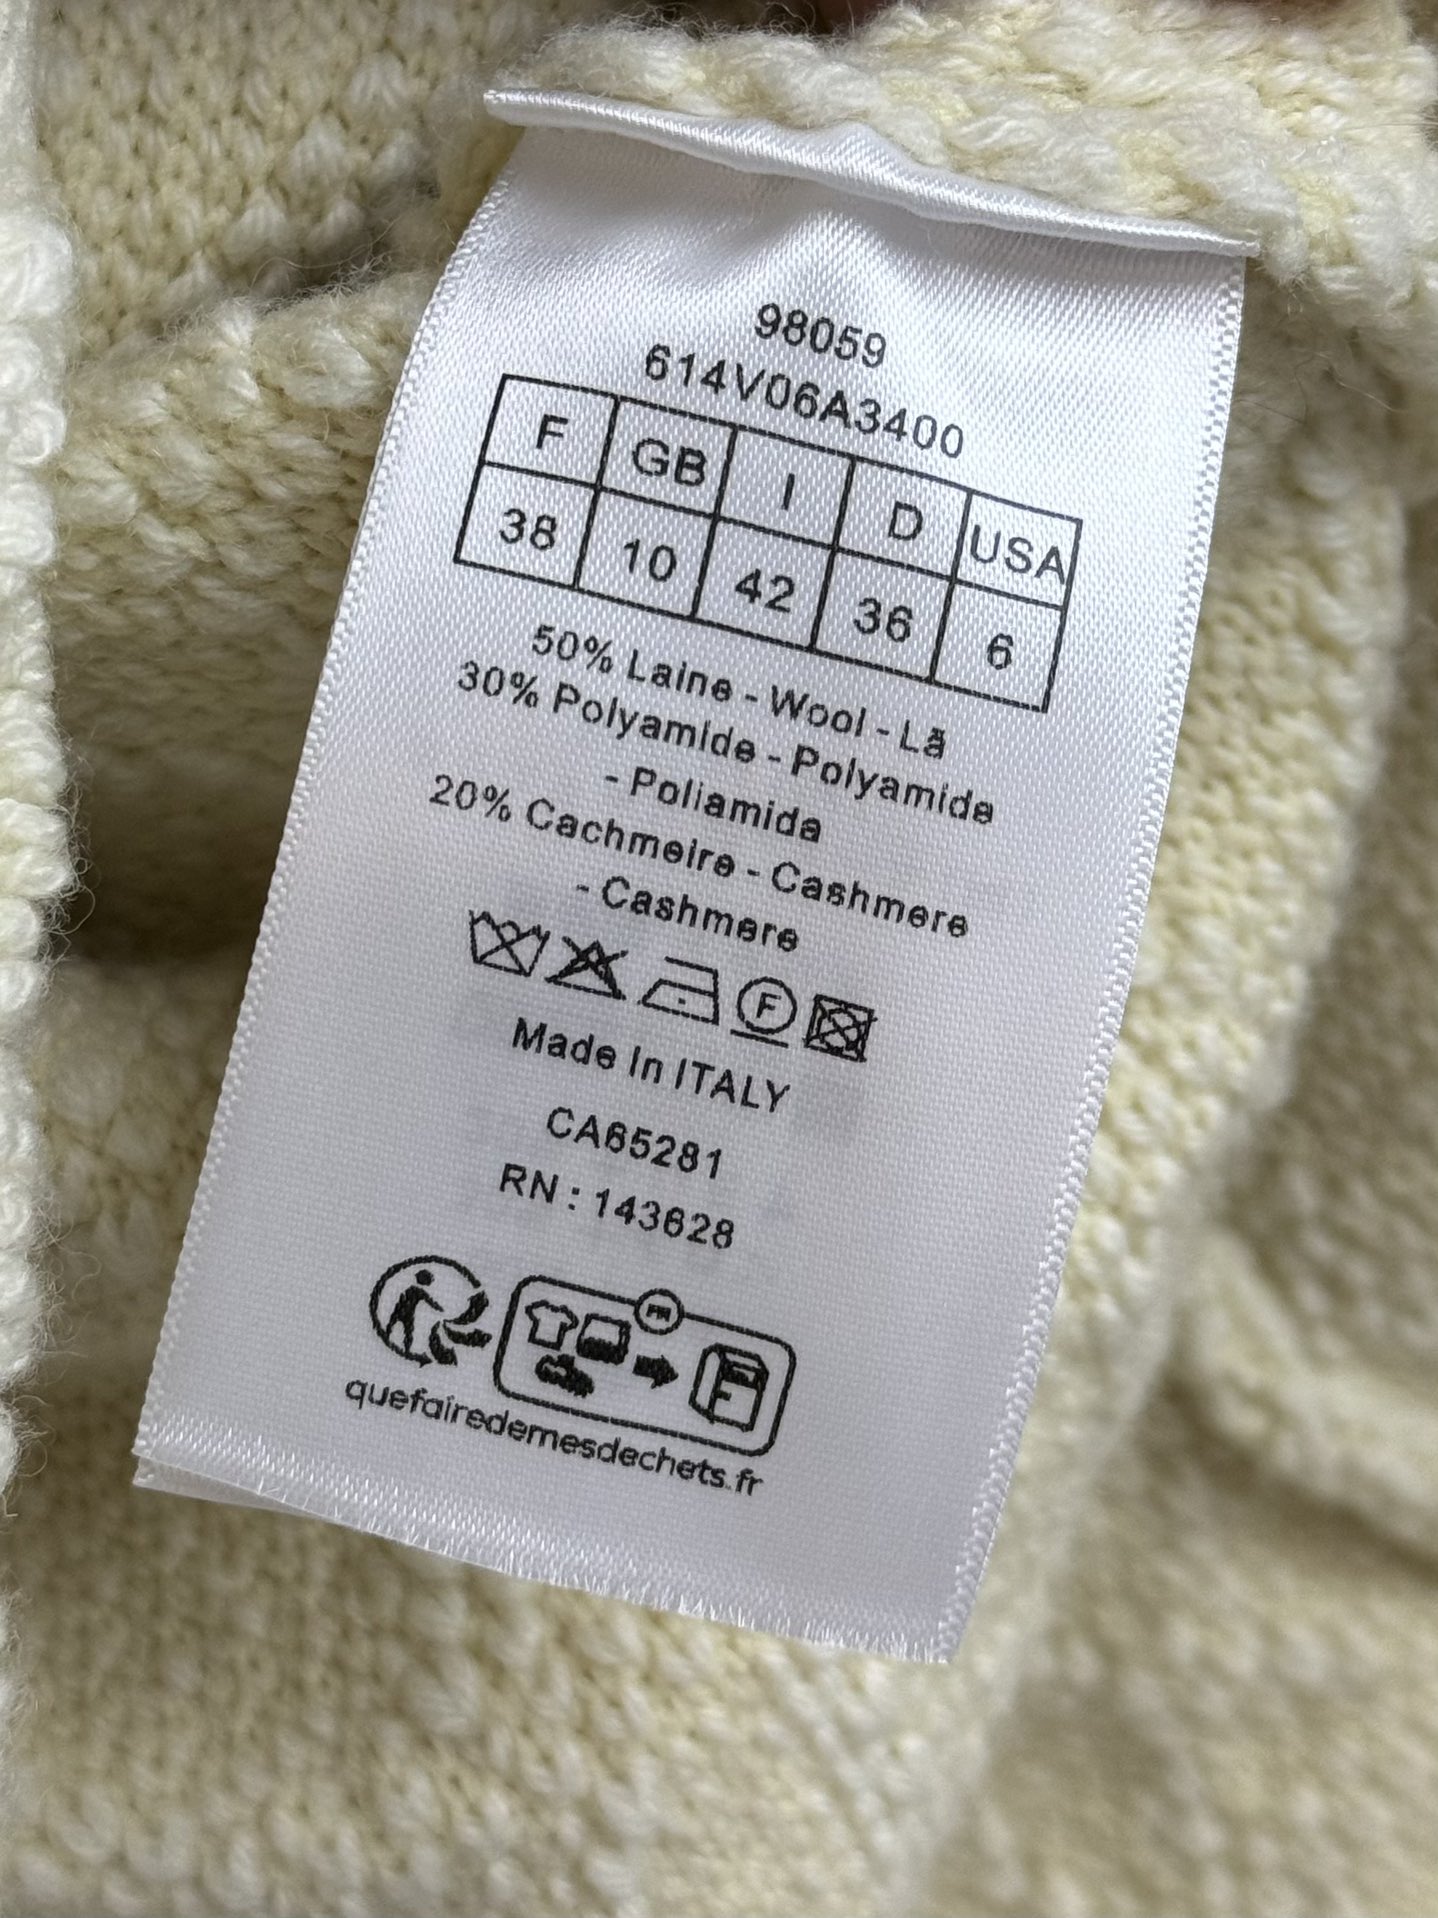 98059
614V06A3400
F GB I D USA
38 10 42 36 6
50% Laine - Wool - Lã
30% Polyamide - Polyamide
- Poliamida
20% Cachmeire - Cashmere
- Cashmere
F
Made In ITALY
CA65281
RN : 143628
FR
quefairedemesdechets.fr